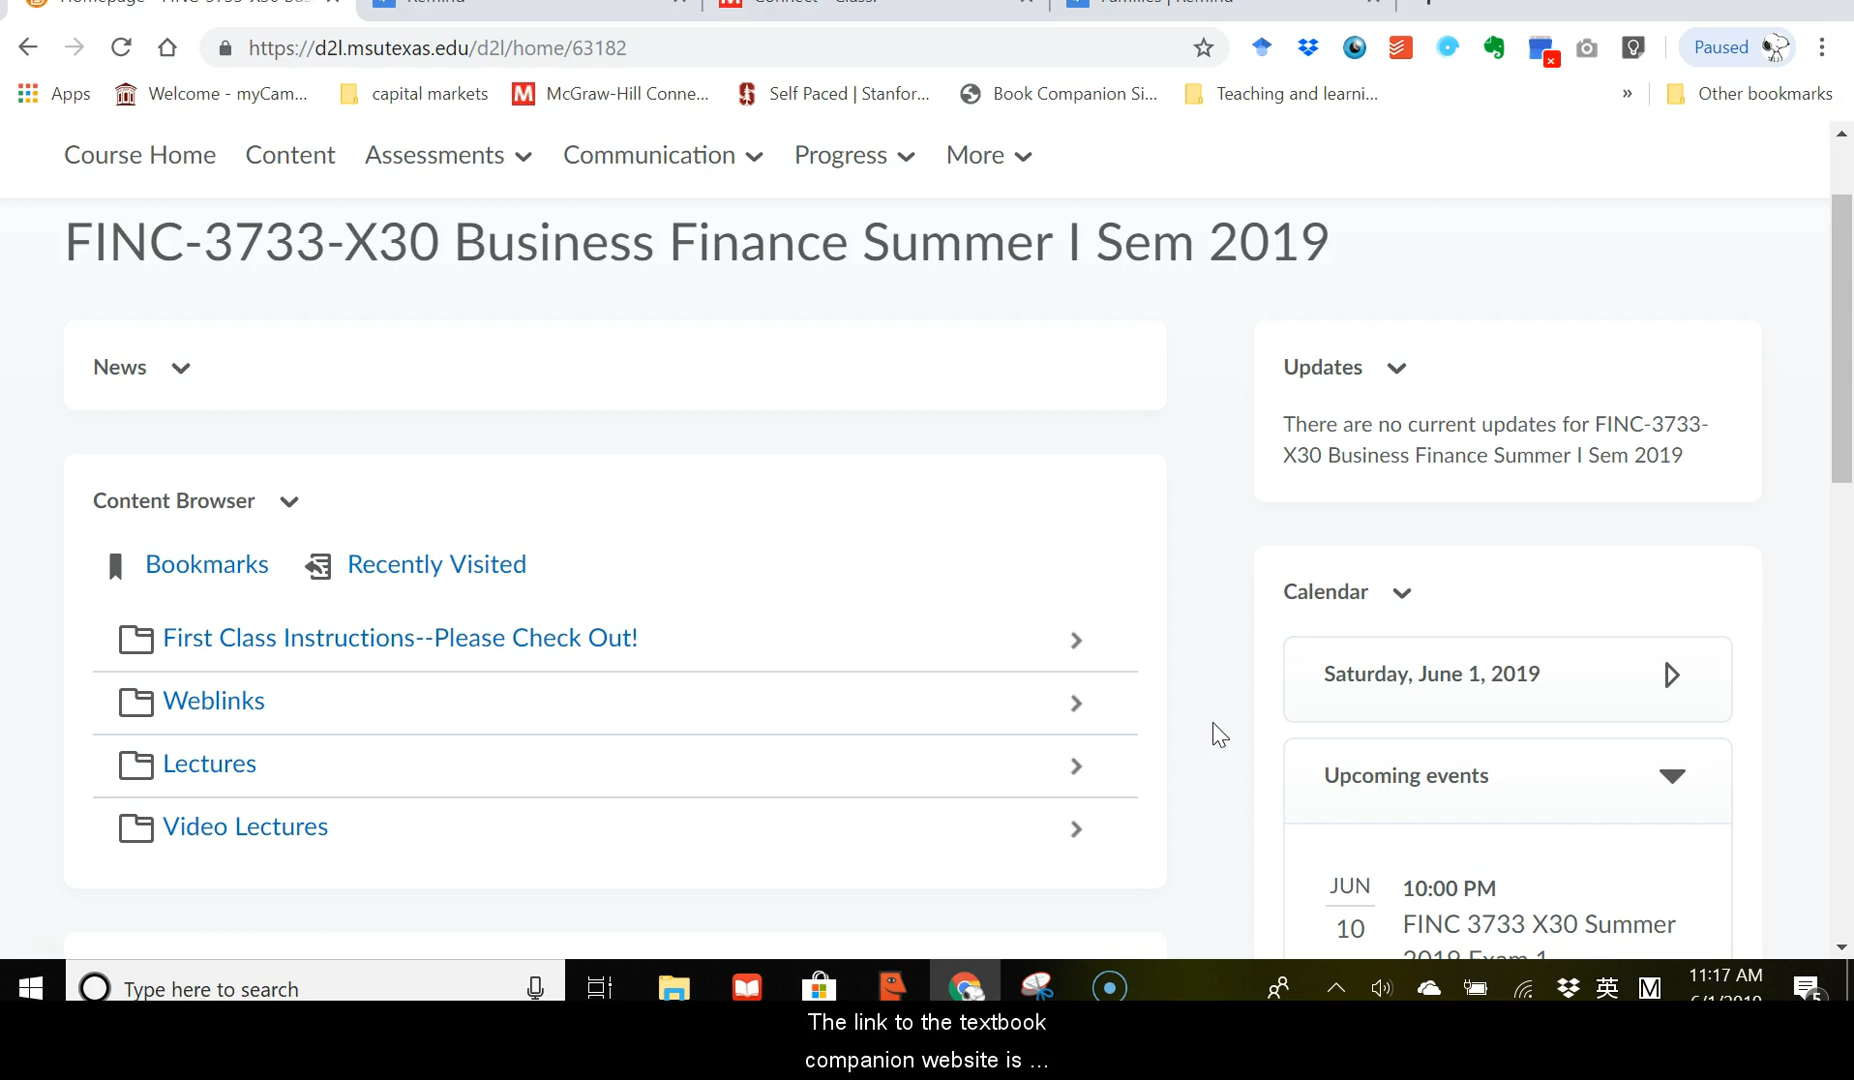 https://d2l.msutexas.edu/d2l/home/63182
Paused
Apps
Welcome - myCam...
capital markets
McGraw-Hill Conne...
Self Paced | Stanfor...
Book Companion Si...
Teaching and learni...
»
Other bookmarks
Course Home
Content
Assessments
Communication
Progress
More
FINC-3733-X30 Business Finance Summer I Sem 2019
News
Content Browser
Bookmarks
Recently Visited
First Class Instructions--Please Check Out!
Weblinks
Lectures
Video Lectures
Updates
There are no current updates for FINC-3733-
X30 Business Finance Summer I Sem 2019
Calendar
Saturday, June 1, 2019
Upcoming events
JUN
10
10:00 PM
FINC 3733 X30 Summer
2019 Exam 1
Type here to search
英
M
11:17 AM
6/1/2019
5
The link to the textbook
companion website is ...